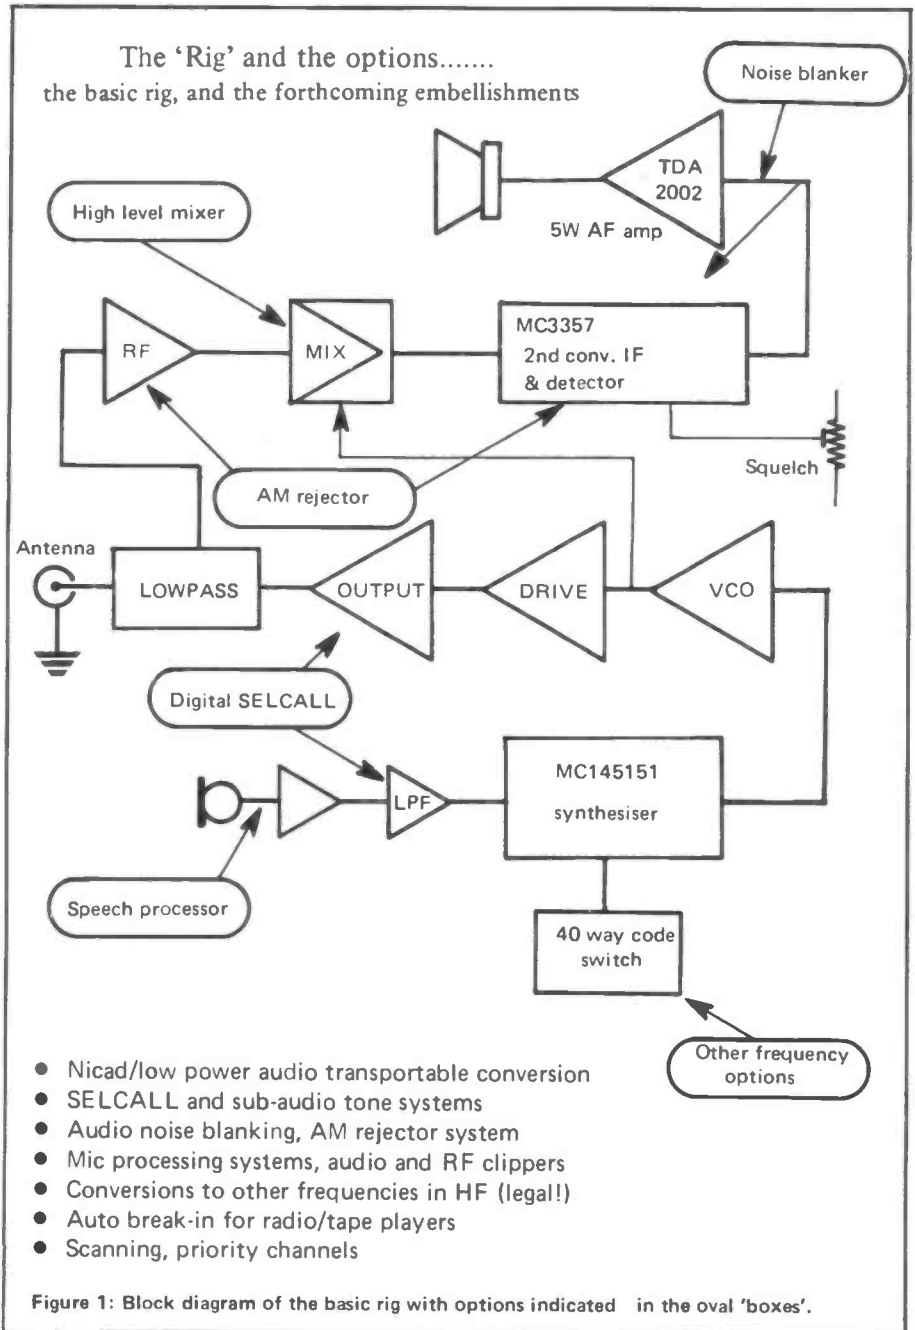 The 'Rig' and the options.......
the basic rig, and the forthcoming embellishments
Noise blanker
TDA
2002
5W AF amp
High level mixer
RF
MIX
MC3357
2nd conv. IF
& detector
Squelch
AM rejector
Antenna
LOWPASS
OUTPUT
DRIVE
VCO
Digital SELCALL
LPF
MC145151
synthesiser
Speech processor
40 way code
switch
Other frequency
options
● Nicad/low power audio transportable conversion
● SELCALL and sub-audio tone systems
● Audio noise blanking, AM rejector system
● Mic processing systems, audio and RF clippers
● Conversions to other frequencies in HF (legal!)
● Auto break-in for radio/tape players
● Scanning, priority channels
Figure 1: Block diagram of the basic rig with options indicated in the oval 'boxes'.